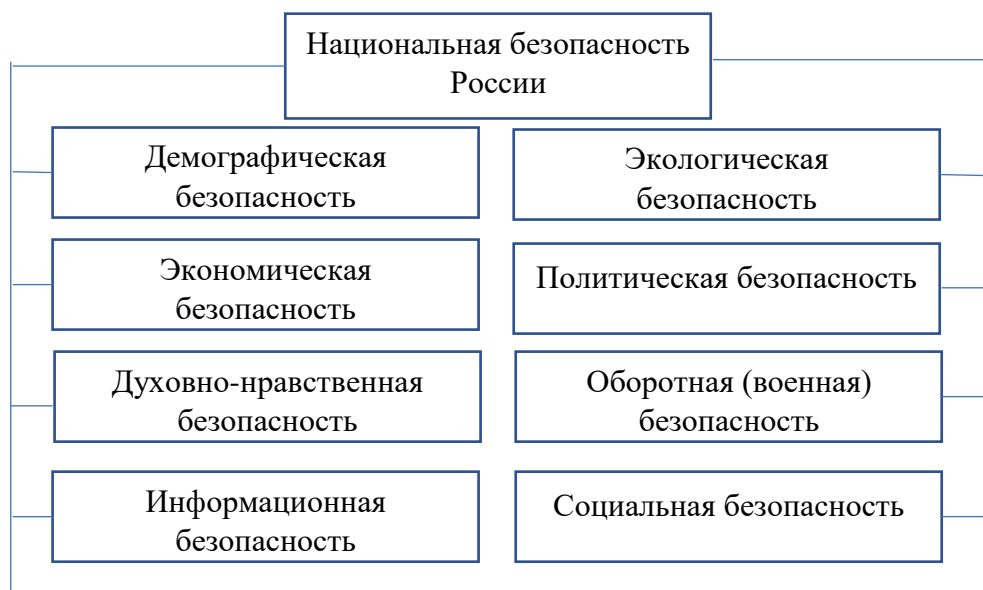 Национальная безопасность
России
Демографическая
безопасность
Экологическая
безопасность
Экономическая
безопасность
Политическая безопасность
Духовно-нравственная
безопасность
Оборотная (военная)
безопасность
Информационная
безопасность
Социальная безопасность